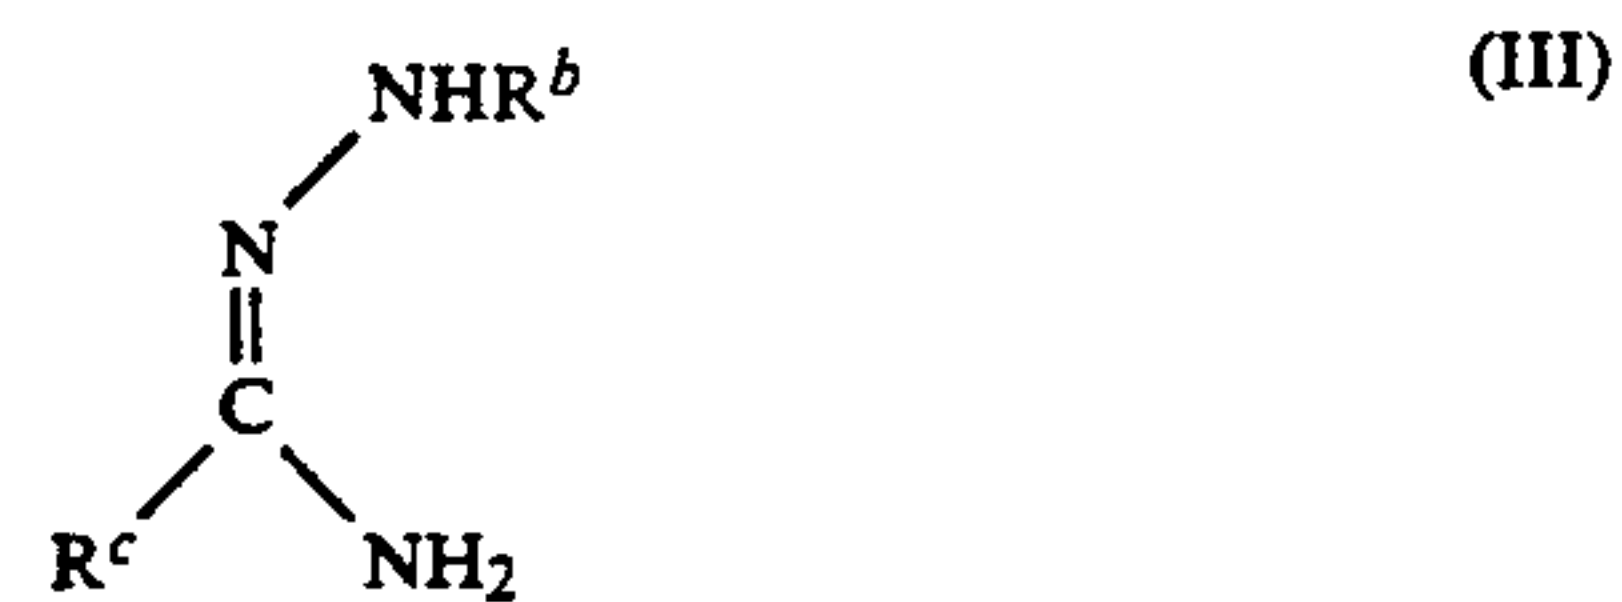 (III)
NHR^b
N
C
R^c NH₂